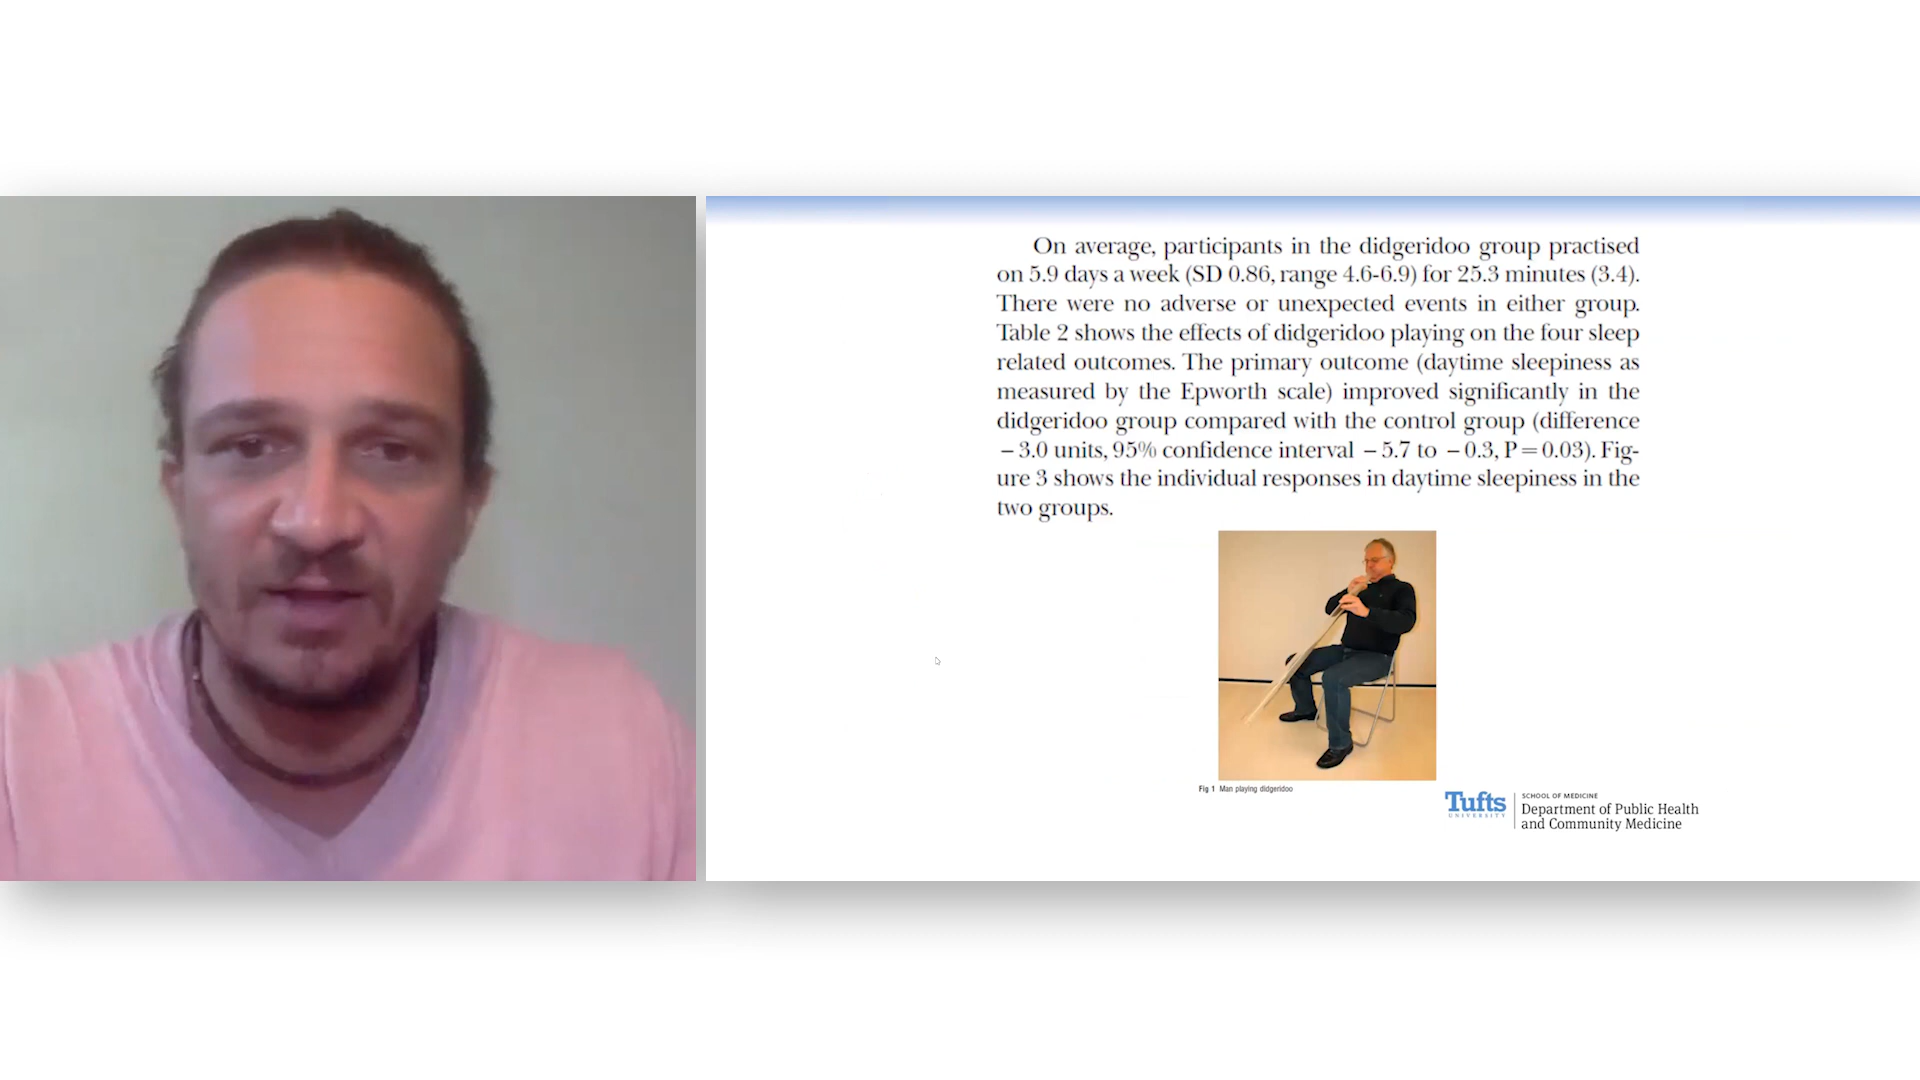 On average, participants in the didgeridoo group practised
on 5.9 days a week (SD 0.86, range 4.6-6.9) for 25.3 minutes (3.4).
There were no adverse or unexpected events in either group.
Table 2 shows the effects of didgeridoo playing on the four sleep
related outcomes. The primary outcome (daytime sleepiness as
measured by the Epworth scale) improved significantly in the
didgeridoo group compared with the control group (difference
– 3.0 units, 95% confidence interval – 5.7 to – 0.3, P = 0.03). Fig-
ure 3 shows the individual responses in daytime sleepiness in the
two groups.
Fig 1 Man playing didgeridoo
Tufts
UNIVERSITY
SCHOOL OF MEDICINE
Department of Public Health
and Community Medicine